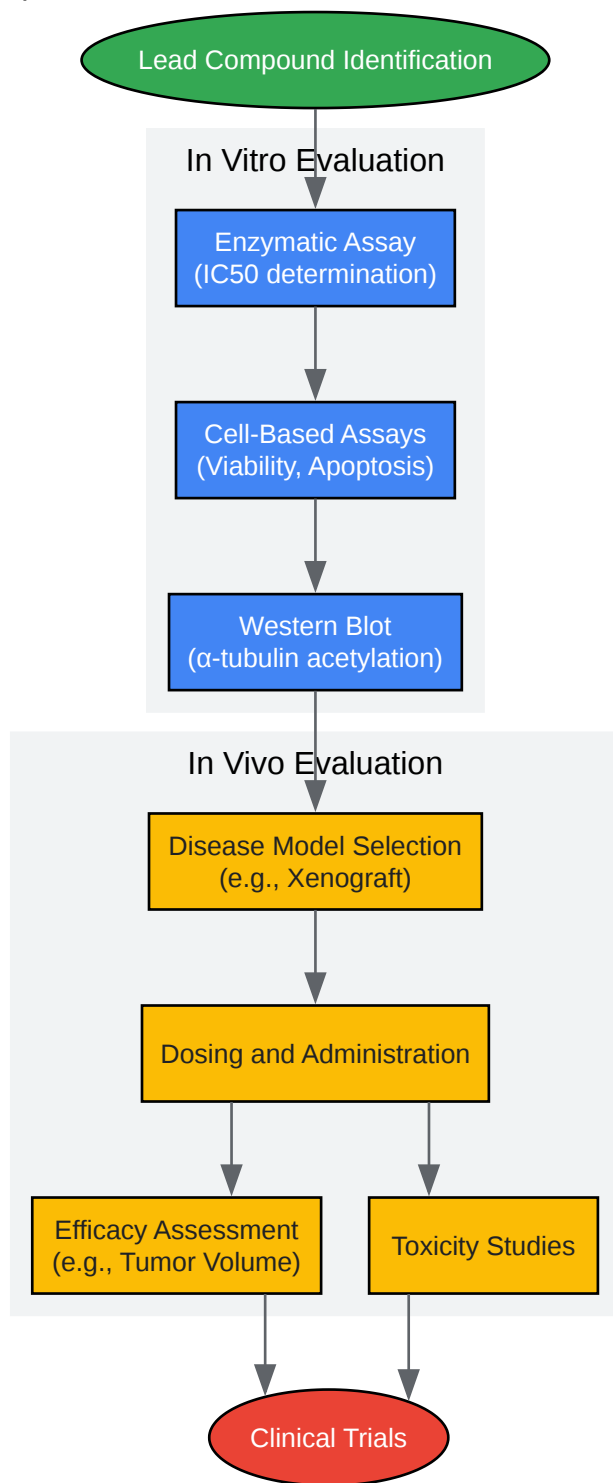 Lead Compound Identification
In Vitro Evaluation
Enzymatic Assay
(IC50 determination)
Cell-Based Assays
(Viability, Apoptosis)
Western Blot
(α-tubulin acetylation)
In Vivo Evaluation
Disease Model Selection
(e.g., Xenograft)
Dosing and Administration
Efficacy Assessment
(e.g., Tumor Volume)
Toxicity Studies
Clinical Trials